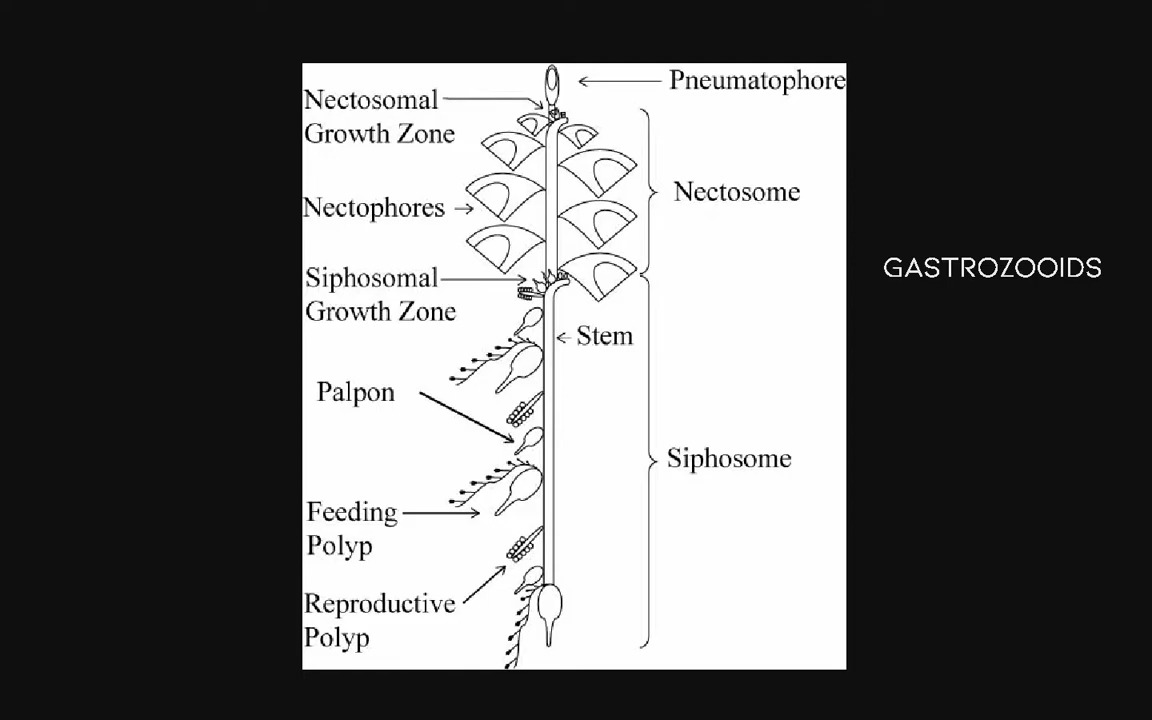 Pneumatophore
Nectosomal
Growth Zone
Nectosome
Nectophores
GASTROZOOIDS
Siphosomal
Growth Zone
Stem
Palpon
Siphosome
Feeding
Polyp
Reproductive
Polyp